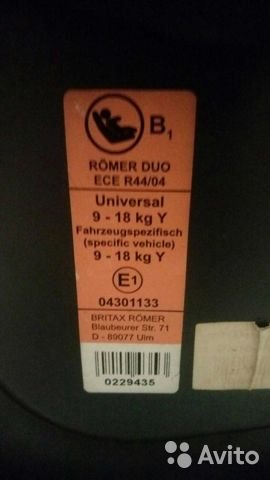 B1
RÖMER DUO
ECE R44/04
Universal
9 - 18 kg Y
Fahrzeugspezifisch
(specific vehicle)
9 - 18 kg Y
E1
04301133
BRITAX RÖMER
Blaubeurer Str. 71
D - 89077 Ulm
0229435
Avito